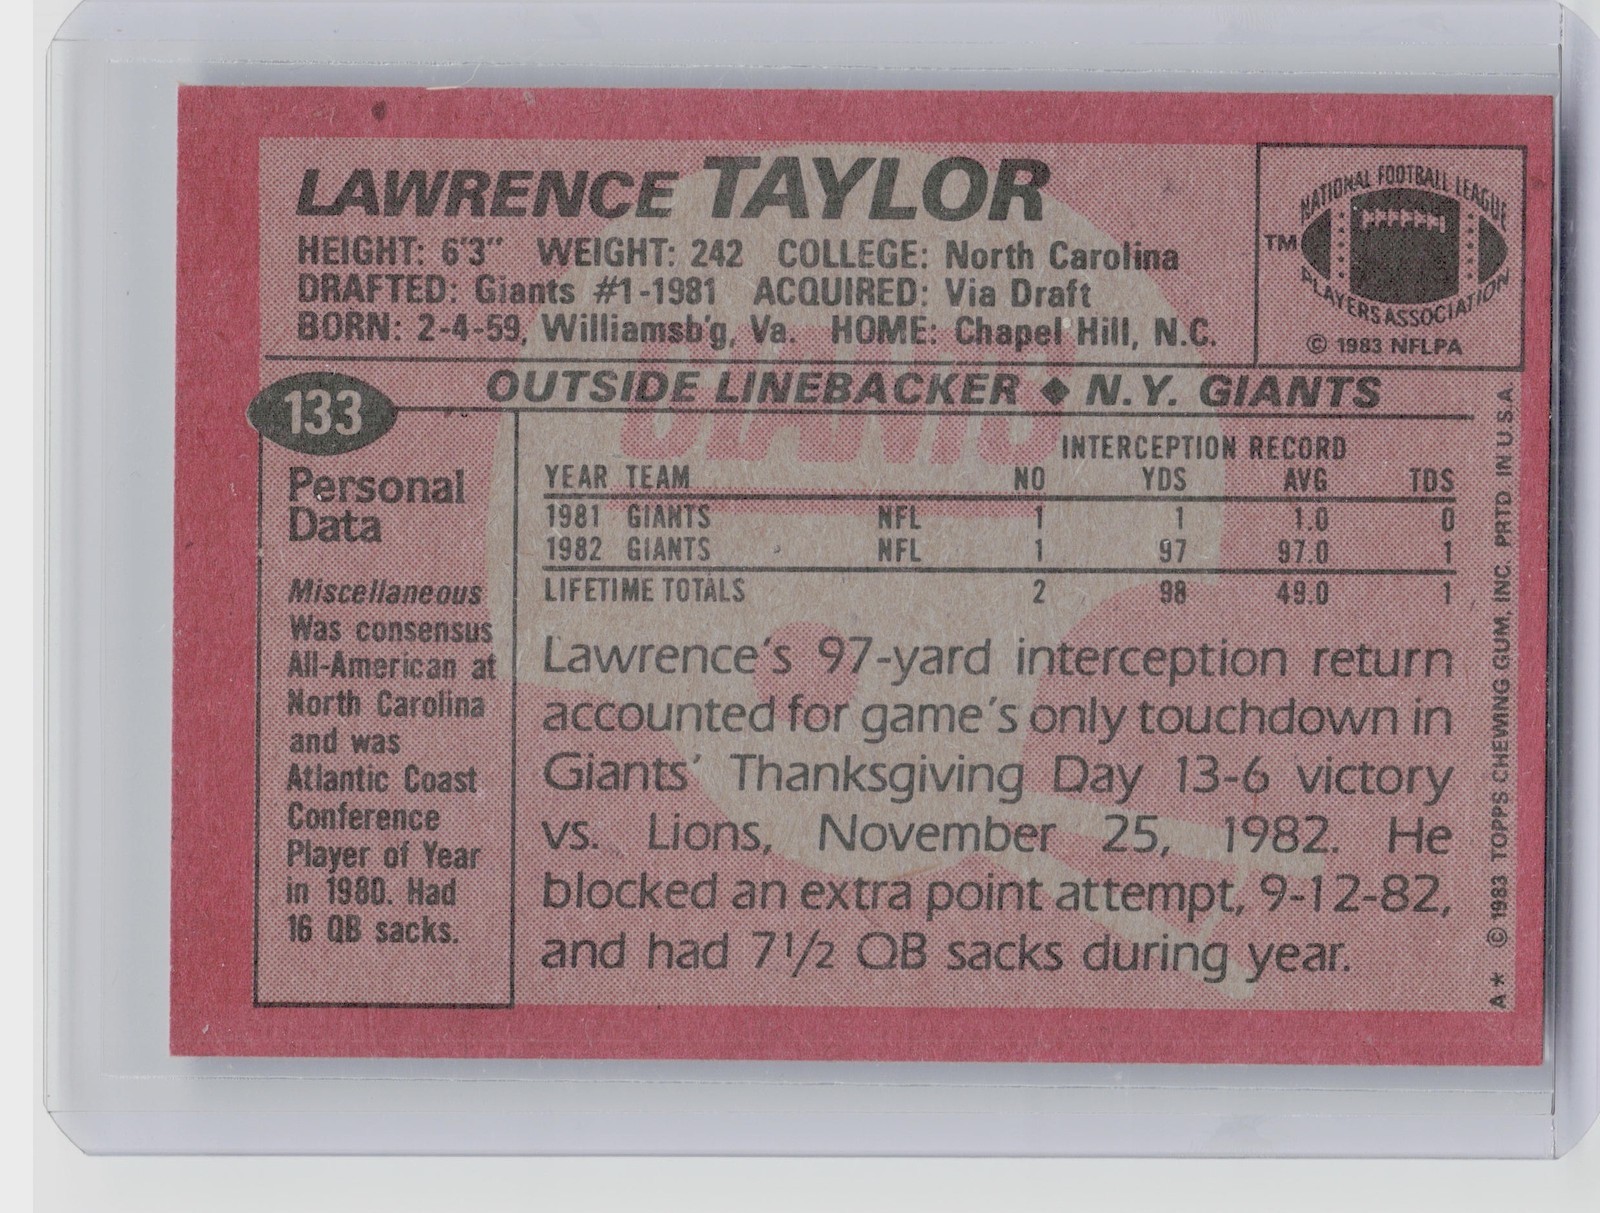 LAWRENCE TAYLOR
HEIGHT: 6'3" WEIGHT: 242 COLLEGE: North Carolina
DRAFTED: Giants #1-1981 ACQUIRED: Via Draft
BORN: 2-4-59, Williamsb'g, Va. HOME: Chapel Hill, N.C.
NATIONAL FOOTBALL LEAGUE
TM
PLAYERS ASSOCIATION
© 1983 NFLPA
133
OUTSIDE LINEBACKER ◆ N.Y. GIANTS
GIANTS
Personal
Data
Miscellaneous
Was consensus
All-American at
North Carolina
and was
Atlantic Coast
Conference
Player of Year
in 1980. Had
16 QB sacks.
INTERCEPTION RECORD
YEAR TEAM NO YDS AVG TDS
1981 GIANTS NFL 1 1 1.0 0
1982 GIANTS NFL 1 97 97.0 1
LIFETIME TOTALS 2 98 49.0 1
Lawrence's 97-yard interception return
accounted for game's only touchdown in
Giants' Thanksgiving Day 13-6 victory
vs. Lions, November 25, 1982. He
blocked an extra point attempt, 9-12-82,
and had 7½ QB sacks during year.
A* © 1983 TOPPS CHEWING GUM, INC. PRTD. IN U.S.A.